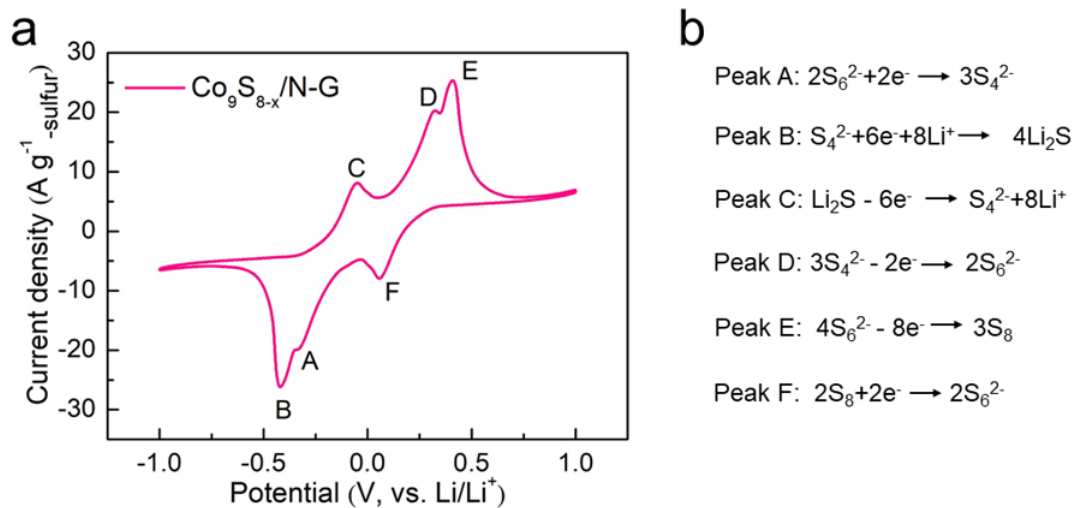 a
Co₉S₈₋ₓ/N-G
30
20
10
0
-10
-20
-30
Current density (A g⁻¹-sulfur)
-1.0 -0.5 0.0 0.5 1.0
Potential (V, vs. Li/Li⁺)
A
B
C
D
E
F
b
Peak A: 2S₆²⁻+2e⁻ → 3S₄²⁻
Peak B: S₄²⁻+6e⁻+8Li⁺ → 4Li₂S
Peak C: Li₂S - 6e⁻ → S₄²⁻+8Li⁺
Peak D: 3S₄²⁻ - 2e⁻ → 2S₆²⁻
Peak E: 4S₆²⁻ - 8e⁻ → 3S₈
Peak F: 2S₈+2e⁻ → 2S₆²⁻